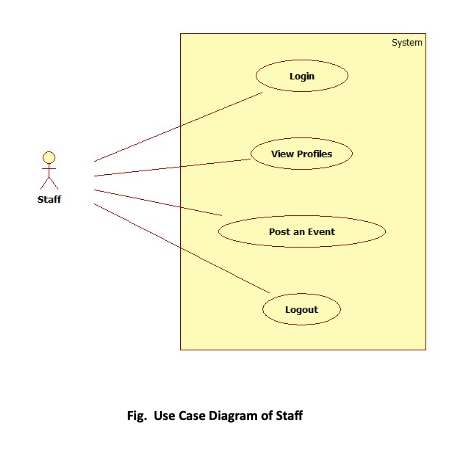 System
Login
View Profiles
Staff
Post an Event
Logout
Fig. Use Case Diagram of Staff